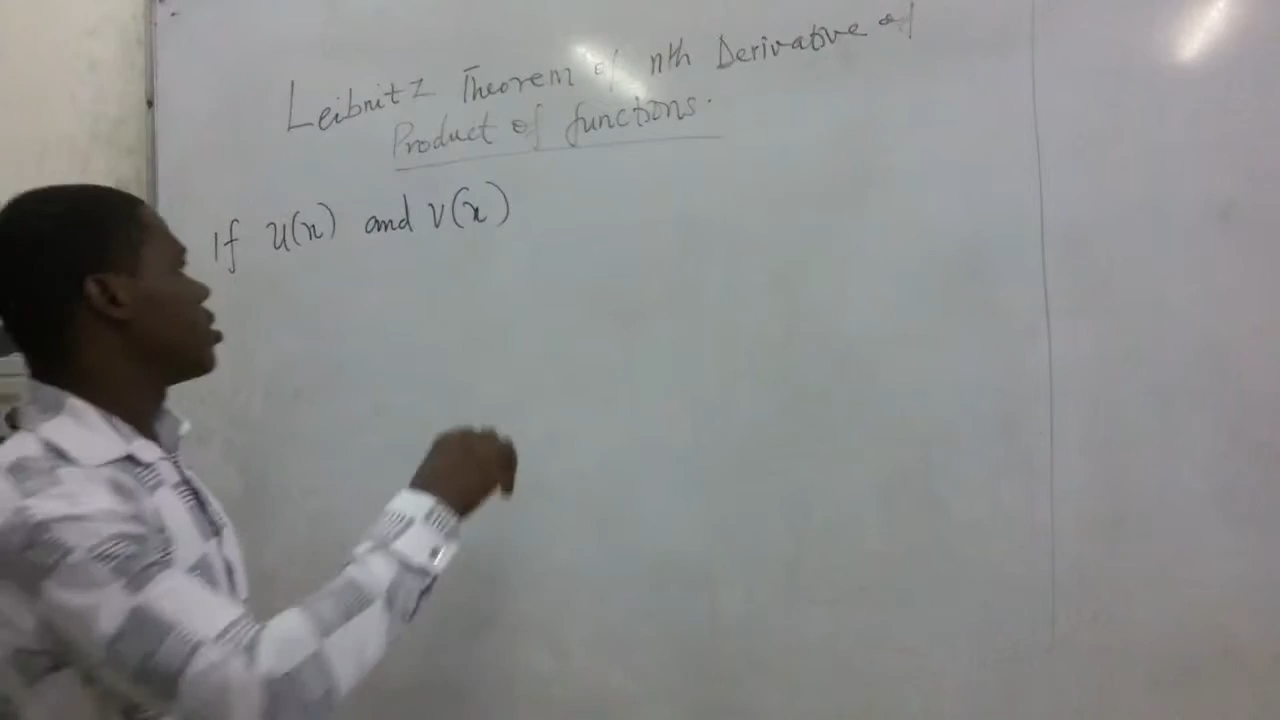 Leibnitz Theorem of nth Derivative of
Product of functions.
If u(x) and v(x)